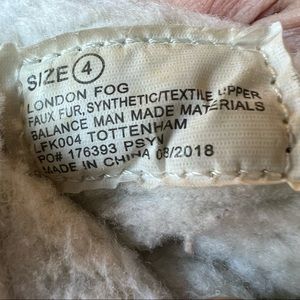 SIZE 4
LONDON FOG
FAUX FUR, SYNTHETIC/TEXTILE UPPER
BALANCE MAN MADE MATERIALS
LFK004 TOTTENHAM
PO# 176393 PSYV
MADE IN CHINA 08/2018